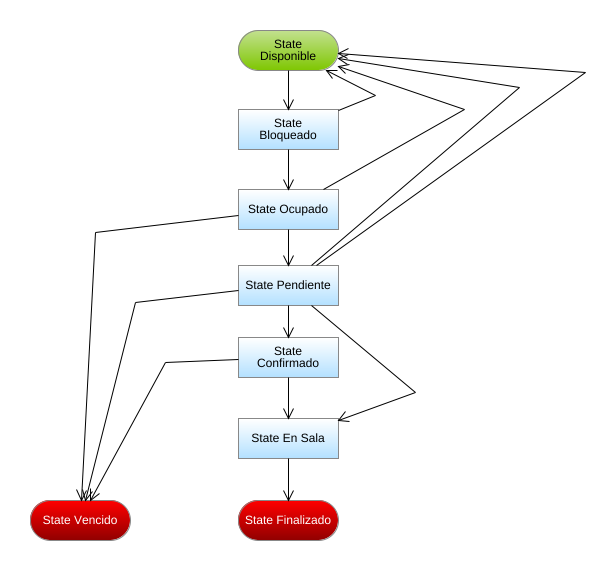 State
Disponible
State
Bloqueado
State Ocupado
State Pendiente
State
Confirmado
State En Sala
State Vencido
State Finalizado